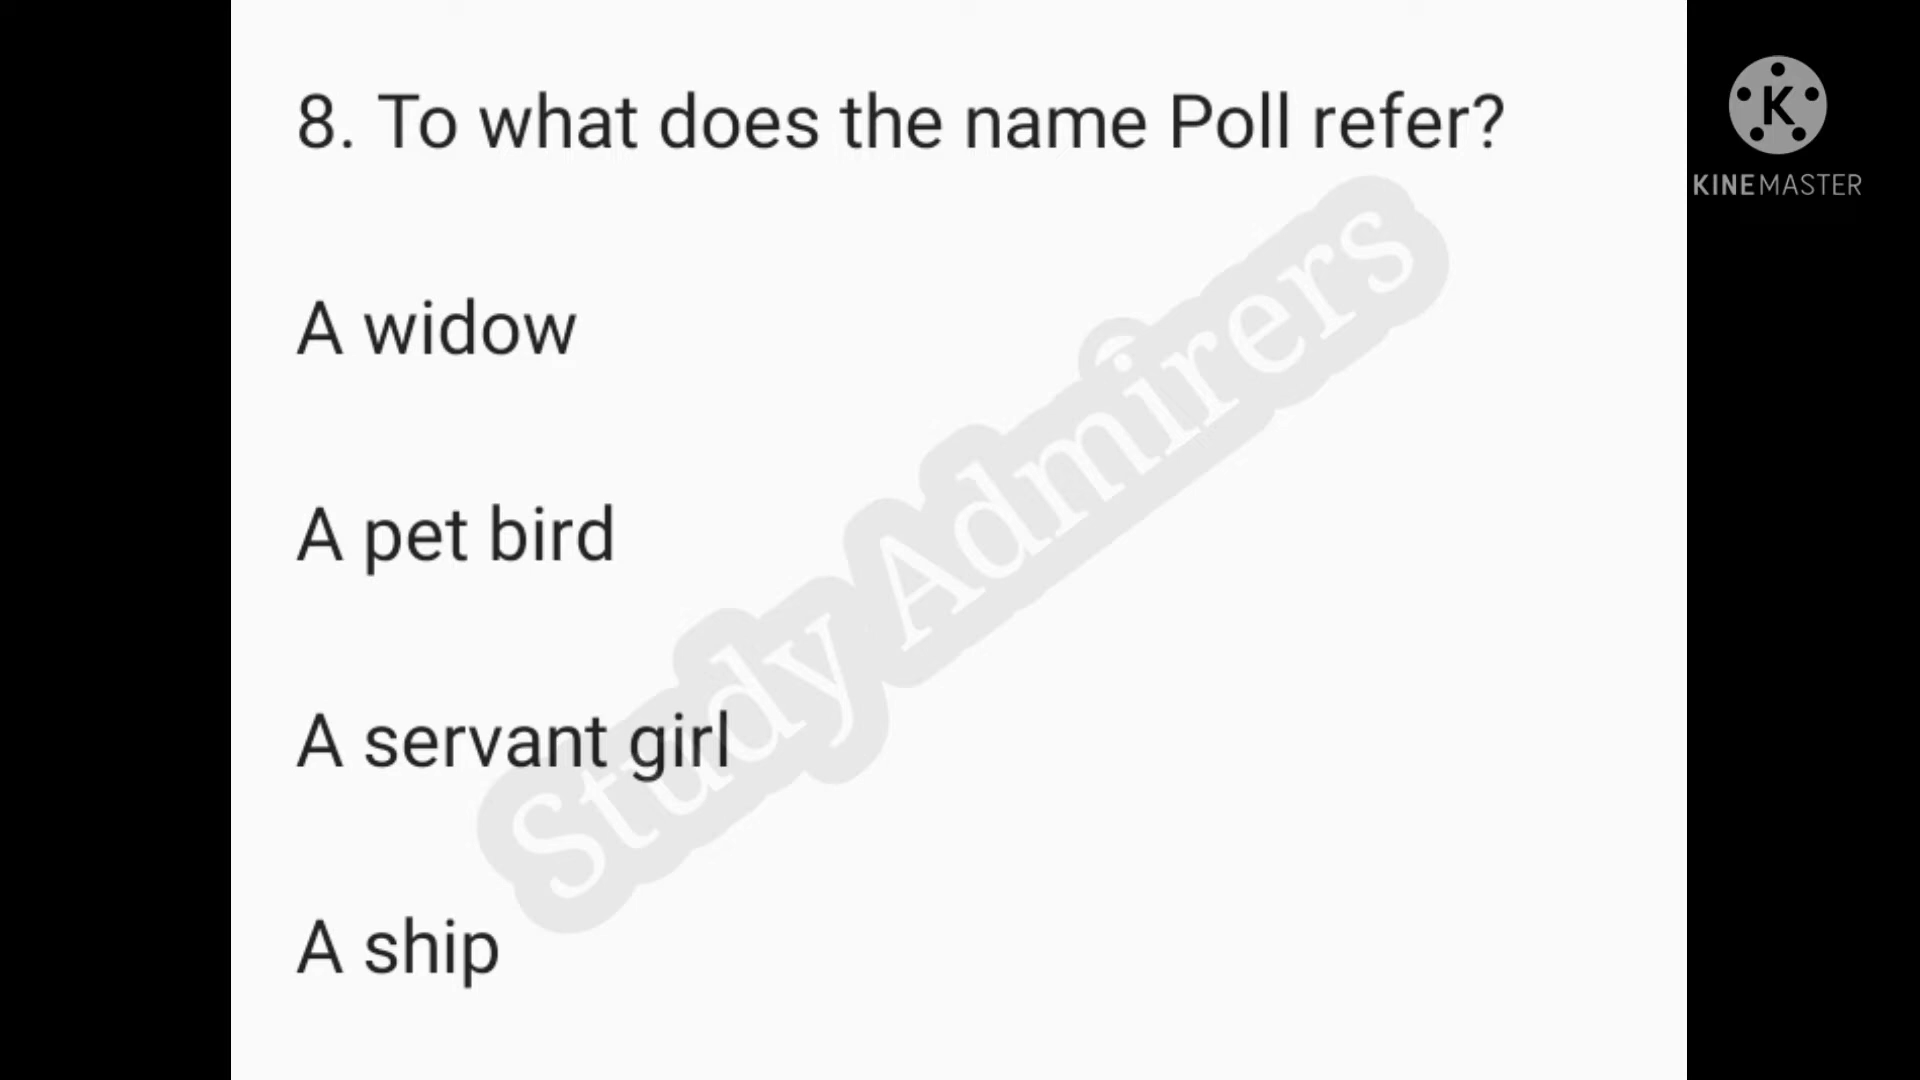 8. To what does the name Poll refer?
KINEMASTER
A widow
A pet bird
A servant girl
A ship
Study Admirers